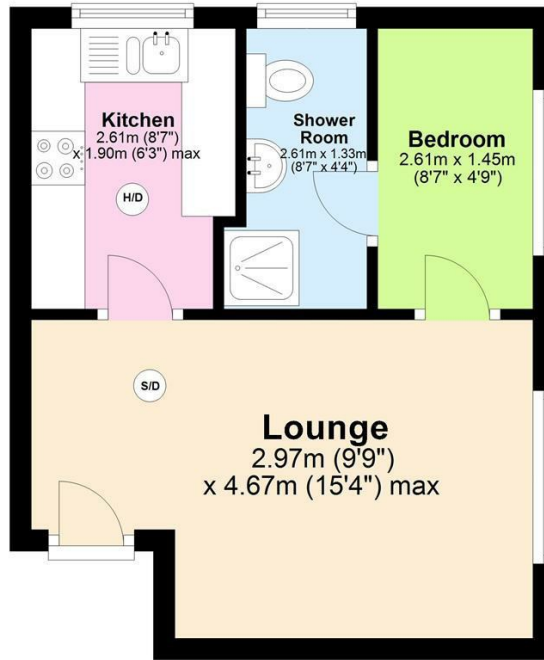 Kitchen
2.61m (8'7")
x 1.90m (6'3") max
H/D
Shower
Room
2.61m x 1.33m
(8'7" x 4'4")
Bedroom
2.61m x 1.45m
(8'7" x 4'9")
S/D
Lounge
2.97m (9'9")
x 4.67m (15'4") max